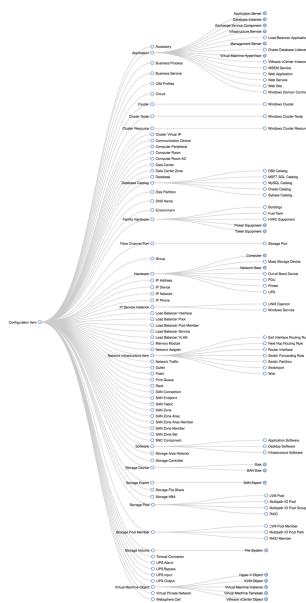 Application Server
Database Instance
Exchange Service Component
Infrastructure Service
Load Balancer Applicatio
Management Server
Oracle Database Listener
Virtual Machine Hypervisor
VMware vCenter Instance
WSEM Service
Web Application
Web Service
Web Site
Windows Domain Contro
Accessory
Application
Business Process
Business Service
CIM Profiles
Circuit
Cluster
Windows Cluster
Cluster Node
Windows Cluster Node
Cluster Resource
Windows Cluster Resourc
Cluster Virtual IP
Communication Device
Computer Peripheral
Computer Room
Computer Room AC
Data Center
Data Center Zone
Database
Database Catalog
DB2 Catalog
MSFT SQL Catalog
MySQL Catalog
Oracle Catalog
Sybase Catalog
Disk Partition
DNS Name
Environment
Facility Hardware
Buildings
Fuel Tank
HVAC Equipment
Power Equipment
Tower Equipment
Fibre Channel Port
Storage Port
Group
Hardware
Computer
Mass Storage Device
Network Gear
Out-of-Band Device
PDU
Printer
UPS
IP Address
IP Device
IP Network
IP Phone
IP Service Instance
UNIX Daemon
Windows Service
Configuration Item
Load Balancer Interface
Load Balancer Pool
Load Balancer Pool Member
Load Balancer Service
Load Balancer VLAN
Memory Module
Network Adapter
Network Infrastructure Item
Exit Interface Routing Ru
Next Hop Routing Rule
Router Interface
Switch Forwarding Rule
Switch Partition
Switchport
Wire
Network Traffic
Outlet
Patch
Print Queue
Rack
SAN Connection
SAN Endpoint
SAN Fabric
SAN Zone
SAN Zone Alias
SAN Zone Alias Member
SAN Zone Member
SAN Zone Set
SNC Component
Software
Application Software
Desktop Software
Infrastructure Software
Storage Area Network
Storage Controller
Storage Device
Disk
SAN Disk
Storage Export
SAN Export
Storage File Share
Storage HBA
Storage Pool
LVM Pool
Multipath IO Pool
Multipath IO Pool Group
RAID
Storage Pool Member
LVM Pool Member
Multipath IO Pool Path
RAID Member
Storage Volume
File System
Toread Connector
UPS Alarm
UPS Bypass
UPS Input
UPS Output
Virtual Machine Object
Hyper-V Object
KVM Object
Virtual Machine Instance
Virtual Machine Template
VMware vCenter Object
Virtual Private Network
Websphere Cell